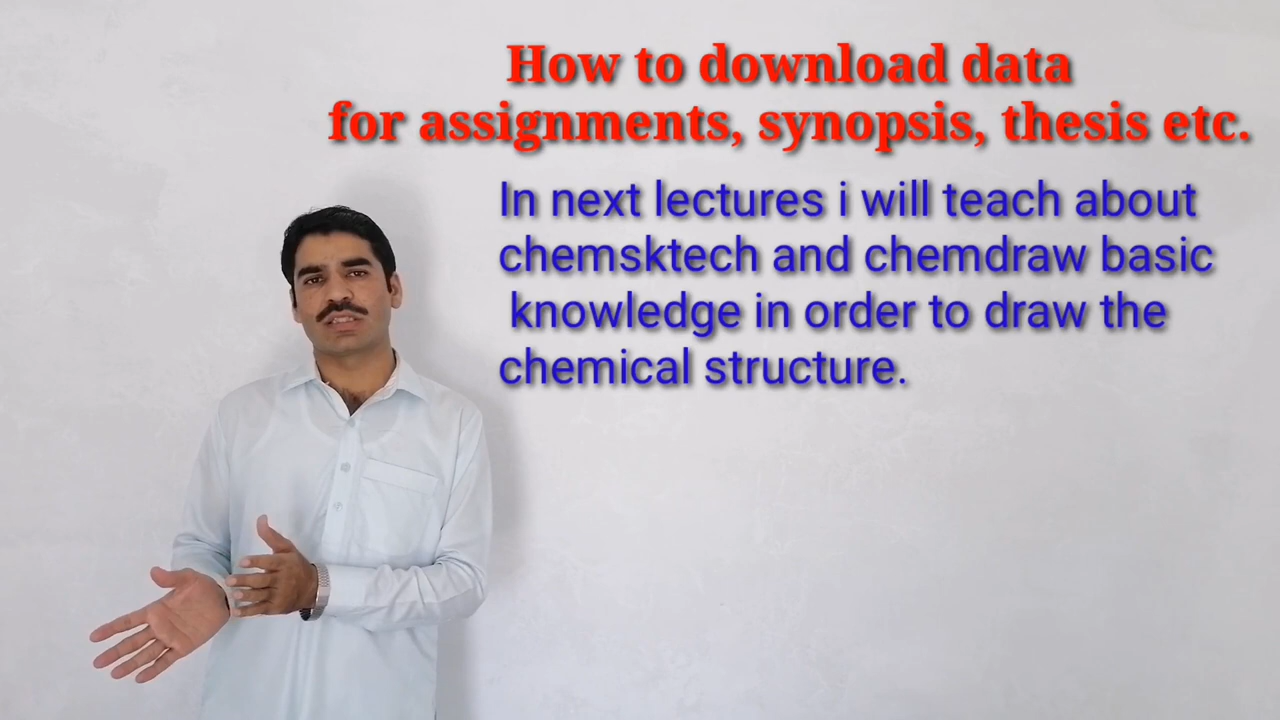 How to download data
for assignments, synopsis, thesis etc.
In next lectures i will teach about
chemsktech and chemdraw basic
knowledge in order to draw the
chemical structure.